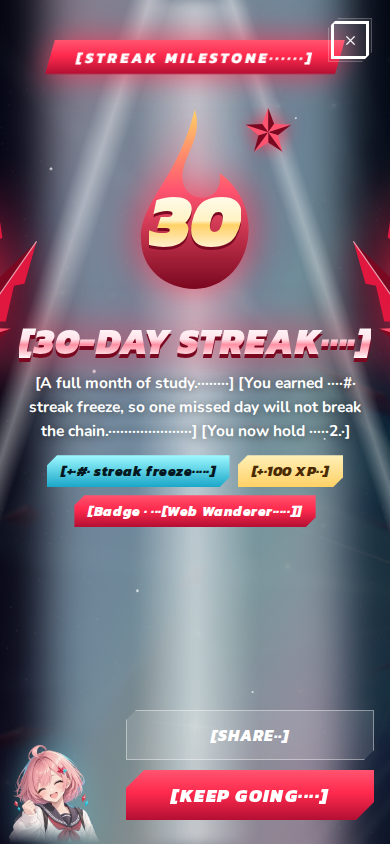 [STREAK MILESTONE······]
×
30
[30-DAY STREAK····]
[A full month of study.········] [You earned ····#·
streak freeze, so one missed day will not break
the chain.·····················] [You now hold ·····2.·]
[+·#· streak freeze·····]
[+·100 XP··]
[Badge · ··[Web Wanderer····]]
[SHARE··]
[KEEP GOING····]